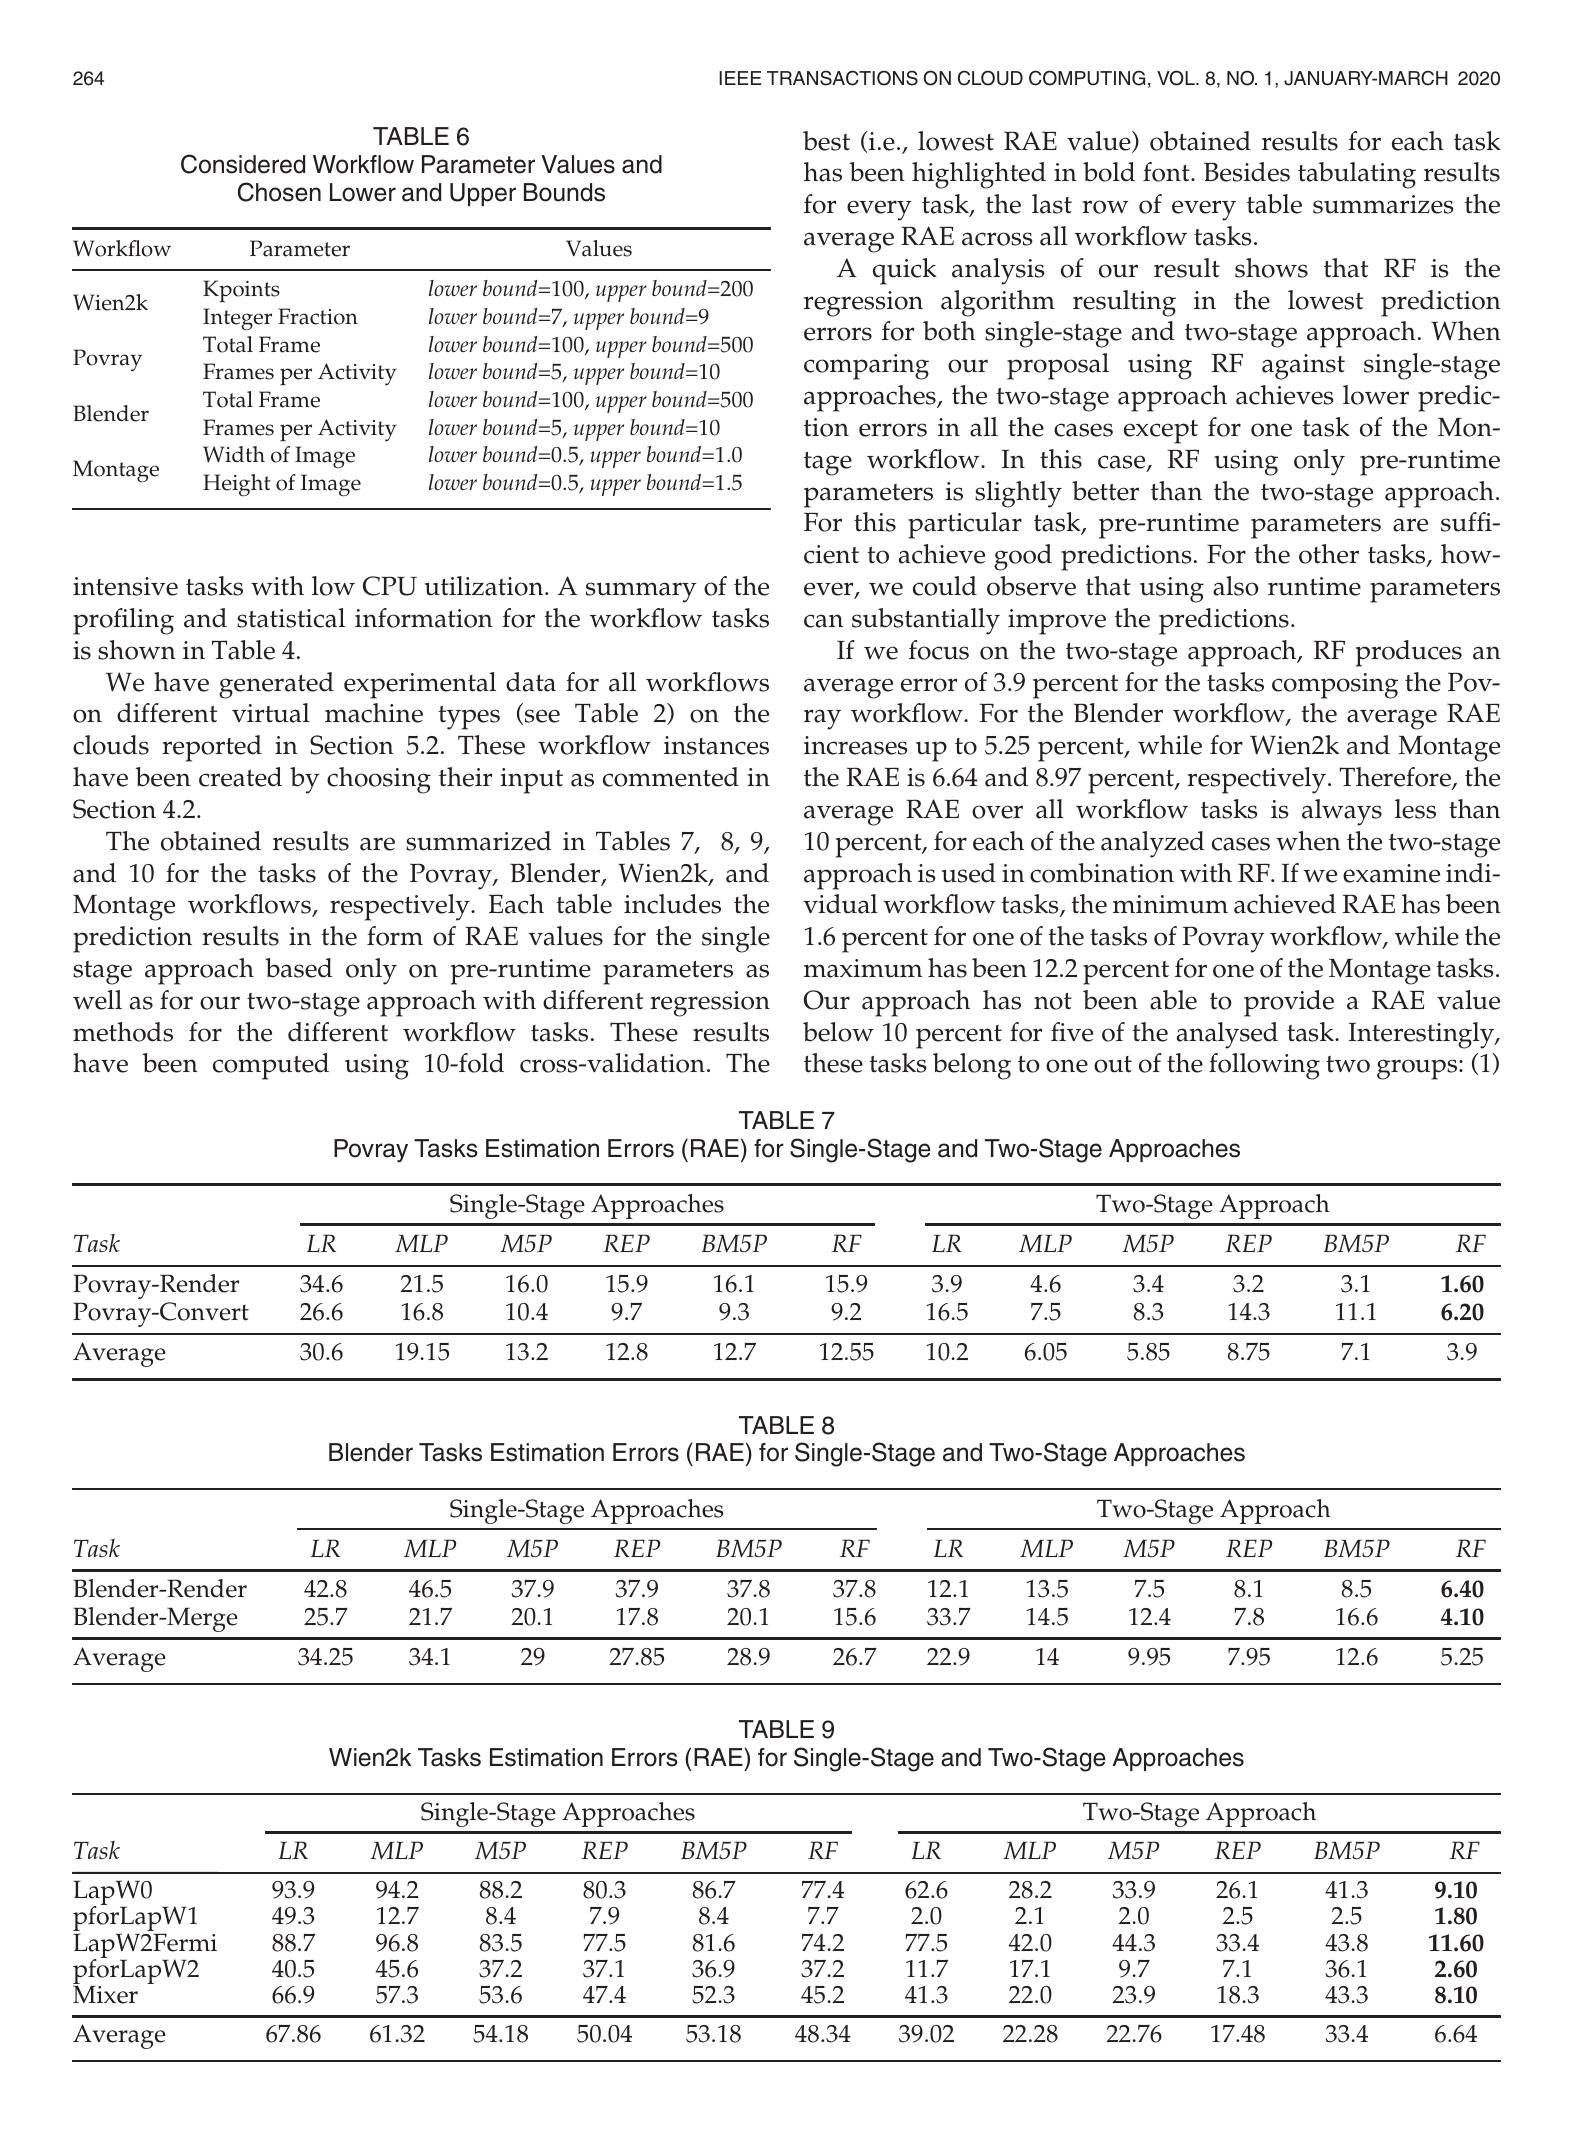 264
IEEE TRANSACTIONS ON CLOUD COMPUTING, VOL. 8, NO. 1, JANUARY-MARCH 2020
TABLE 6
Considered Workflow Parameter Values and
Chosen Lower and Upper Bounds
Workflow Parameter Values
Wien2k Kpoints lower bound=100, upper bound=200
Integer Fraction lower bound=7, upper bound=9
Povray Total Frame lower bound=100, upper bound=500
Frames per Activity lower bound=5, upper bound=10
Blender Total Frame lower bound=100, upper bound=500
Frames per Activity lower bound=5, upper bound=10
Montage Width of Image lower bound=0.5, upper bound=1.0
Height of Image lower bound=0.5, upper bound=1.5
intensive tasks with low CPU utilization. A summary of the
profiling and statistical information for the workflow tasks
is shown in Table 4.
We have generated experimental data for all workflows
on different virtual machine types (see Table 2) on the
clouds reported in Section 5.2. These workflow instances
have been created by choosing their input as commented in
Section 4.2.
The obtained results are summarized in Tables 7, 8, 9,
and 10 for the tasks of the Povray, Blender, Wien2k, and
Montage workflows, respectively. Each table includes the
prediction results in the form of RAE values for the single
stage approach based only on pre-runtime parameters as
well as for our two-stage approach with different regression
methods for the different workflow tasks. These results
have been computed using 10-fold cross-validation. The
best (i.e., lowest RAE value) obtained results for each task
has been highlighted in bold font. Besides tabulating results
for every task, the last row of every table summarizes the
average RAE across all workflow tasks.
A quick analysis of our result shows that RF is the
regression algorithm resulting in the lowest prediction
errors for both single-stage and two-stage approach. When
comparing our proposal using RF against single-stage
approaches, the two-stage approach achieves lower predic-
tion errors in all the cases except for one task of the Mon-
tage workflow. In this case, RF using only pre-runtime
parameters is slightly better than the two-stage approach.
For this particular task, pre-runtime parameters are suffi-
cient to achieve good predictions. For the other tasks, how-
ever, we could observe that using also runtime parameters
can substantially improve the predictions.
If we focus on the two-stage approach, RF produces an
average error of 3.9 percent for the tasks composing the Pov-
ray workflow. For the Blender workflow, the average RAE
increases up to 5.25 percent, while for Wien2k and Montage
the RAE is 6.64 and 8.97 percent, respectively. Therefore, the
average RAE over all workflow tasks is always less than
10 percent, for each of the analyzed cases when the two-stage
approach is used in combination with RF. If we examine indi-
vidual workflow tasks, the minimum achieved RAE has been
1.6 percent for one of the tasks of Povray workflow, while the
maximum has been 12.2 percent for one of the Montage tasks.
Our approach has not been able to provide a RAE value
below 10 percent for five of the analysed task. Interestingly,
these tasks belong to one out of the following two groups: (1)
TABLE 7
Povray Tasks Estimation Errors (RAE) for Single-Stage and Two-Stage Approaches
Single-Stage Approaches Two-Stage Approach
Task LR MLP M5P REP BM5P RF LR MLP M5P REP BM5P RF
Povray-Render 34.6 21.5 16.0 15.9 16.1 15.9 3.9 4.6 3.4 3.2 3.1 1.60
Povray-Convert 26.6 16.8 10.4 9.7 9.3 9.2 16.5 7.5 8.3 14.3 11.1 6.20
Average 30.6 19.15 13.2 12.8 12.7 12.55 10.2 6.05 5.85 8.75 7.1 3.9
TABLE 8
Blender Tasks Estimation Errors (RAE) for Single-Stage and Two-Stage Approaches
Single-Stage Approaches Two-Stage Approach
Task LR MLP M5P REP BM5P RF LR MLP M5P REP BM5P RF
Blender-Render 42.8 46.5 37.9 37.9 37.8 37.8 12.1 13.5 7.5 8.1 8.5 6.40
Blender-Merge 25.7 21.7 20.1 17.8 20.1 15.6 33.7 14.5 12.4 7.8 16.6 4.10
Average 34.25 34.1 29 27.85 28.9 26.7 22.9 14 9.95 7.95 12.6 5.25
TABLE 9
Wien2k Tasks Estimation Errors (RAE) for Single-Stage and Two-Stage Approaches
Single-Stage Approaches Two-Stage Approach
Task LR MLP M5P REP BM5P RF LR MLP M5P REP BM5P RF
LapW0 93.9 94.2 88.2 80.3 86.7 77.4 62.6 28.2 33.9 26.1 41.3 9.10
pforLapW1 49.3 12.7 8.4 7.9 8.4 7.7 2.0 2.1 2.0 2.5 2.5 1.80
LapW2Fermi 88.7 96.8 83.5 77.5 81.6 74.2 77.5 42.0 44.3 33.4 43.8 11.60
pforLapW2 40.5 45.6 37.2 37.1 36.9 37.2 11.7 17.1 9.7 7.1 36.1 2.60
Mixer 66.9 57.3 53.6 47.4 52.3 45.2 41.3 22.0 23.9 18.3 43.3 8.10
Average 67.86 61.32 54.18 50.04 53.18 48.34 39.02 22.28 22.76 17.48 33.4 6.64